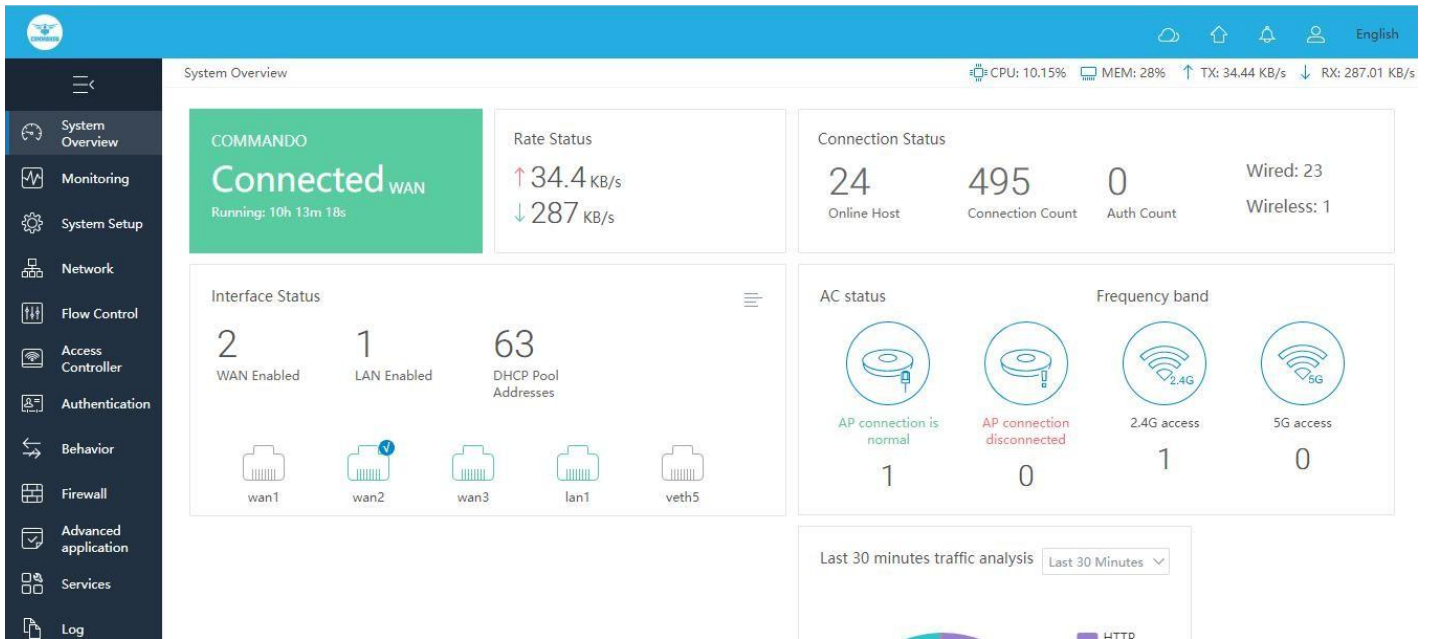 COMMANDO
English
System Overview
CPU: 10.15% MEM: 28% TX: 34.44 KB/s RX: 287.01 KB/s
System
Overview
Monitoring
System Setup
Network
Flow Control
Access
Controller
Authentication
Behavior
Firewall
Advanced
application
Services
Log
COMMANDO
Connected WAN
Running: 10h 13m 18s
Rate Status
34.4 KB/s
287 KB/s
Connection Status
24
Online Host
495
Connection Count
0
Auth Count
Wired: 23
Wireless: 1
Interface Status
2
WAN Enabled
1
LAN Enabled
63
DHCP Pool
Addresses
wan1
wan2
wan3
lan1
veth5
AC status
Frequency band
AP connection is
normal
1
AP connection
disconnected
0
2.4G
2.4G access
1
5G
5G access
0
Last 30 minutes traffic analysis
Last 30 Minutes
HTTP